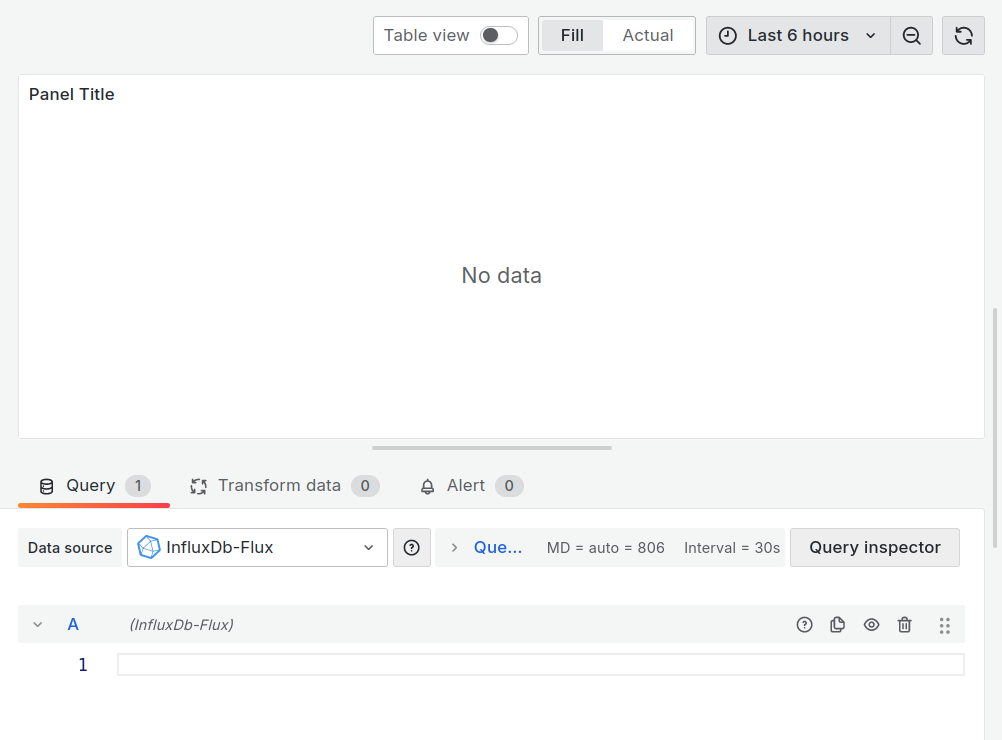 Table view Fill Actual Last 6 hours
Panel Title
No data
Query 1 Transform data 0 Alert 0
Data source InfluxDb-Flux Que... MD = auto = 806 Interval = 30s Query inspector
A (InfluxDb-Flux)
1